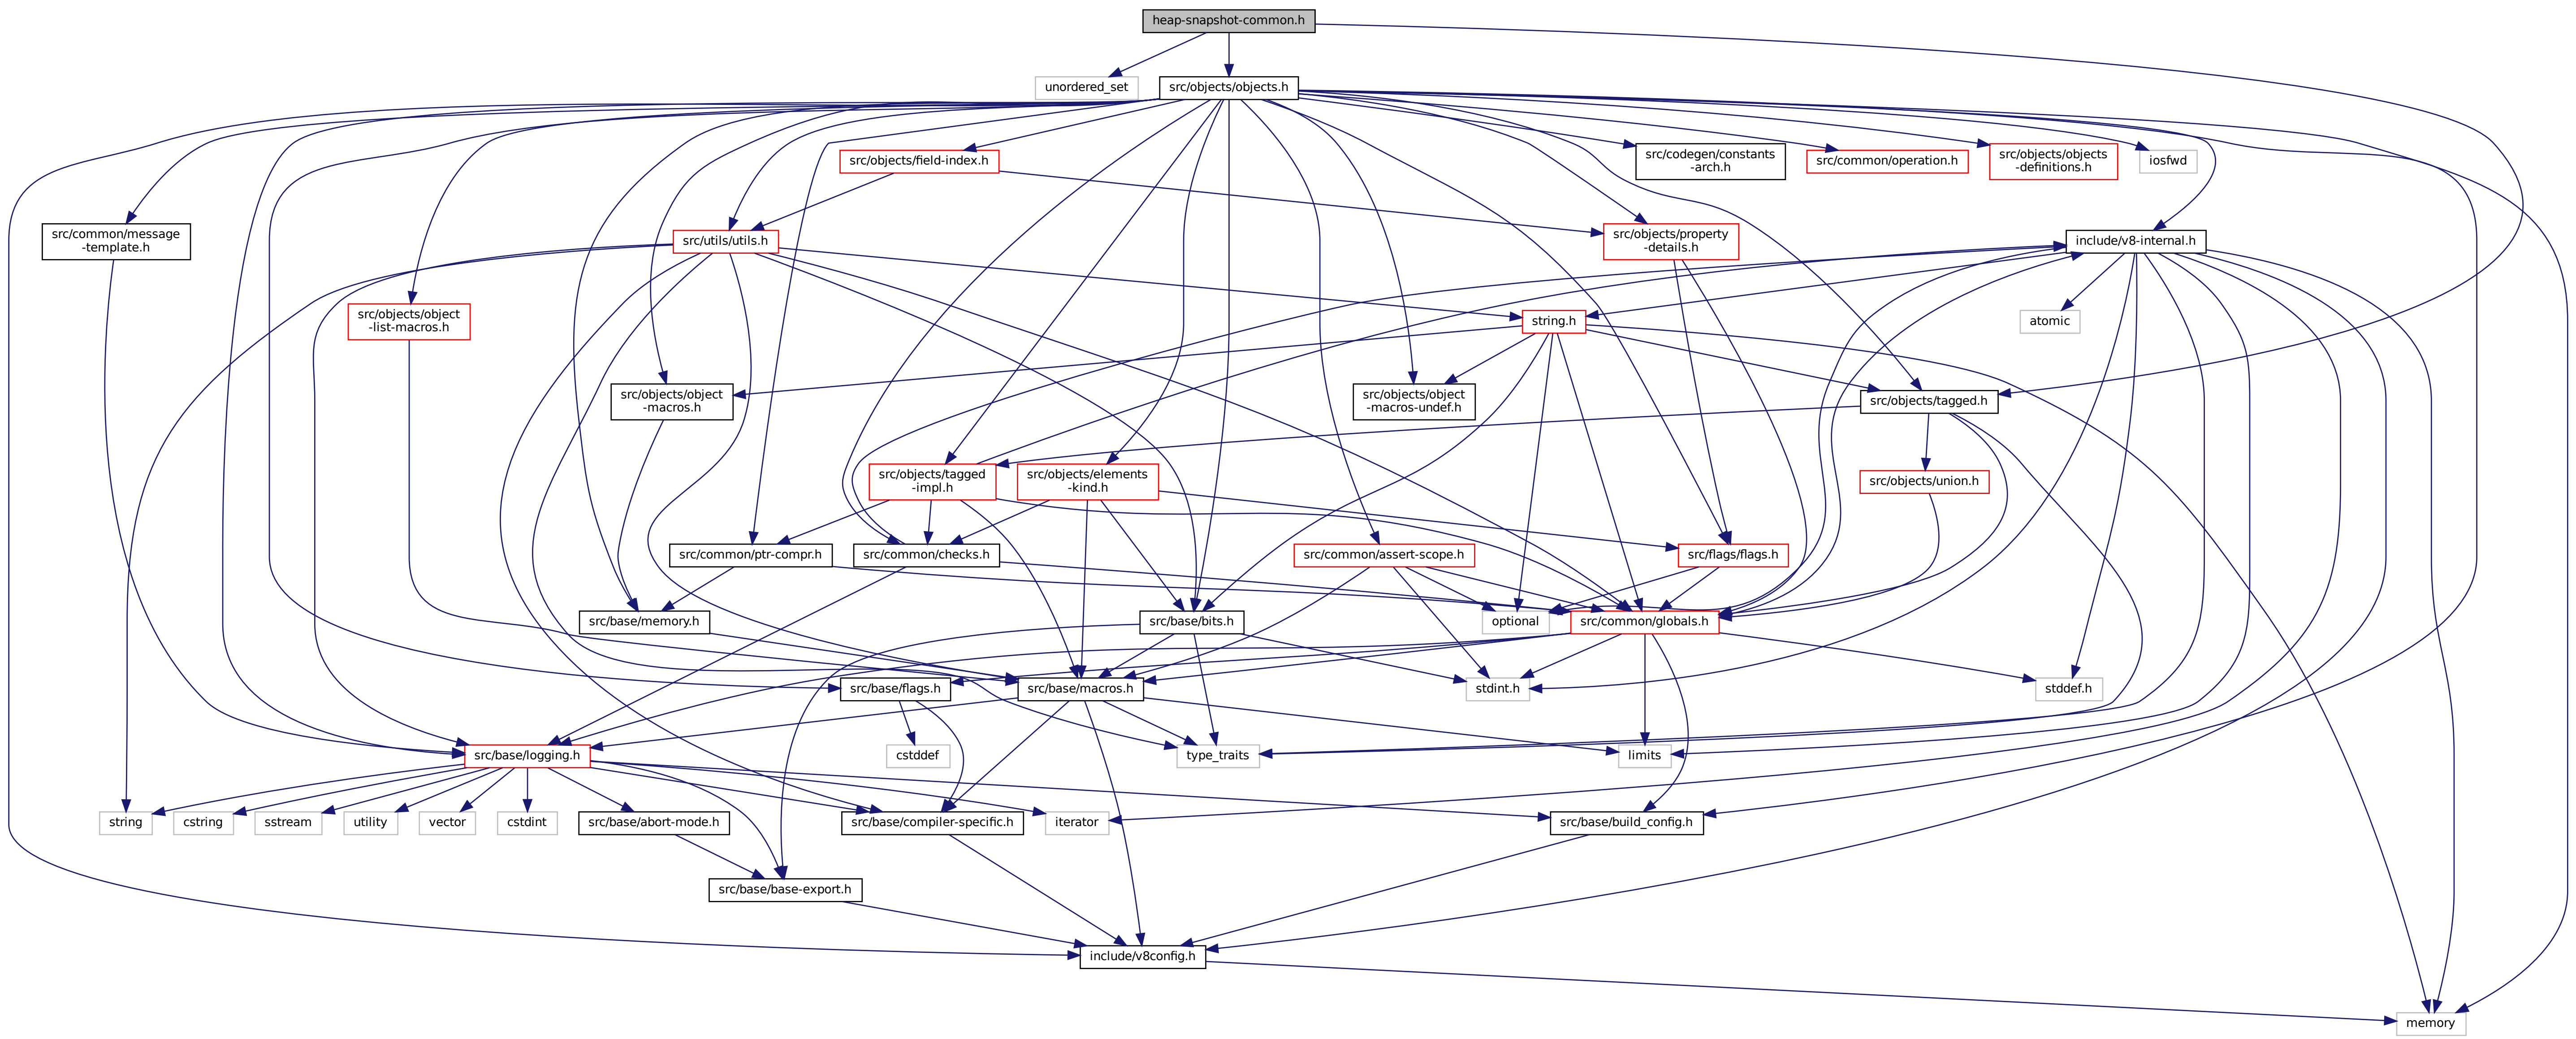 heap-snapshot-common.h
unordered_set
src/objects/objects.h
src/objects/field-index.h
src/codegen/constants
-arch.h
src/common/operation.h
src/objects/objects
-definitions.h
iosfwd
src/common/message
-template.h
src/utils/utils.h
src/objects/property
-details.h
include/v8-internal.h
src/objects/object
-list-macros.h
string.h
atomic
src/objects/object
-macros.h
src/objects/object
-macros-undef.h
src/objects/tagged.h
src/objects/tagged
-impl.h
src/objects/elements
-kind.h
src/objects/union.h
src/common/ptr-compr.h
src/common/checks.h
src/common/assert-scope.h
src/flags/flags.h
src/base/memory.h
src/base/bits.h
optional
src/common/globals.h
src/base/flags.h
src/base/macros.h
stdint.h
stddef.h
src/base/logging.h
cstddef
type_traits
limits
string
cstring
sstream
utility
vector
cstdint
src/base/abort-mode.h
src/base/compiler-specific.h
iterator
src/base/build_config.h
src/base/base-export.h
include/v8config.h
memory